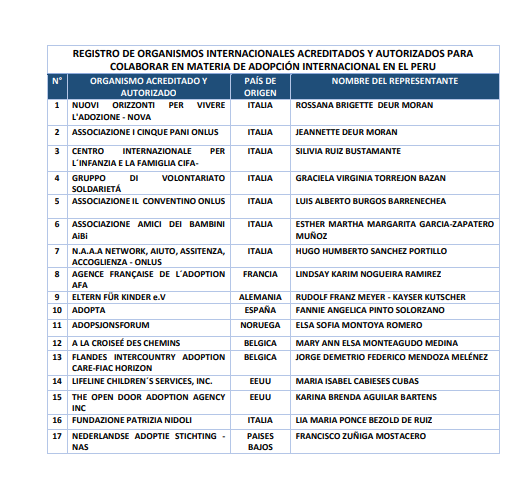 REGISTRO DE ORGANISMOS INTERNACIONALES ACREDITADOS Y AUTORIZADOS PARA
COLABORAR EN MATERIA DE ADOPCIÓN INTERNACIONAL EN EL PERU
N° ORGANISMO ACREDITADO Y AUTORIZADO PAÍS DE ORIGEN NOMBRE DEL REPRESENTANTE
1 NUOVI ORIZZONTI PER VIVERE L'ADOZIONE - NOVA ITALIA ROSSANA BRIGETTE DEUR MORAN
2 ASSOCIAZIONE I CINQUE PANI ONLUS ITALIA JEANNETTE DEUR MORAN
3 CENTRO INTERNAZIONALE PER L´INFANZIA E LA FAMIGLIA CIFA- ITALIA SILIVIA RUIZ BUSTAMANTE
4 GRUPPO DI VOLONTARIATO SOLDARIETÁ ITALIA GRACIELA VIRGINIA TORREJON BAZAN
5 ASSOCIAZIONE IL CONVENTINO ONLUS ITALIA LUIS ALBERTO BURGOS BARRENECHEA
6 ASSOCIAZIONE AMICI DEI BAMBINI AiBi ITALIA ESTHER MARTHA MARGARITA GARCIA-ZAPATERO MUÑOZ
7 N.A.A.A NETWORK, AIUTO, ASSITENZA, ACCOGLIENZA - ONLUS ITALIA HUGO HUMBERTO SANCHEZ PORTILLO
8 AGENCE FRANÇAISE DE L´ADOPTION AFA FRANCIA LINDSAY KARIM NOGUEIRA RAMIREZ
9 ELTERN FÜR KINDER e.V ALEMANIA RUDOLF FRANZ MEYER - KAYSER KUTSCHER
10 ADOPTA ESPAÑA FANNIE ANGELICA PINTO SOLORZANO
11 ADOPSJONSFORUM NORUEGA ELSA SOFIA MONTOYA ROMERO
12 A LA CROISEÉ DES CHEMINS BELGICA MARY ANN ELSA MONTEAGUDO MEDINA
13 FLANDES INTERCOUNTRY ADOPTION CARE-FIAC HORIZON BELGICA JORGE DEMETRIO FEDERICO MENDOZA MELÉNEZ
14 LIFELINE CHILDREN´S SERVICES, INC. EEUU MARIA ISABEL CABIESES CUBAS
15 THE OPEN DOOR ADOPTION AGENCY INC EEUU KARINA BRENDA AGUILAR BARTENS
16 FUNDAZIONE PATRIZIA NIDOLI ITALIA LIA MARIA PONCE BEZOLD DE RUIZ
17 NEDERLANDSE ADOPTIE STICHTING - NAS PAISES BAJOS FRANCISCO ZUÑIGA MOSTACERO